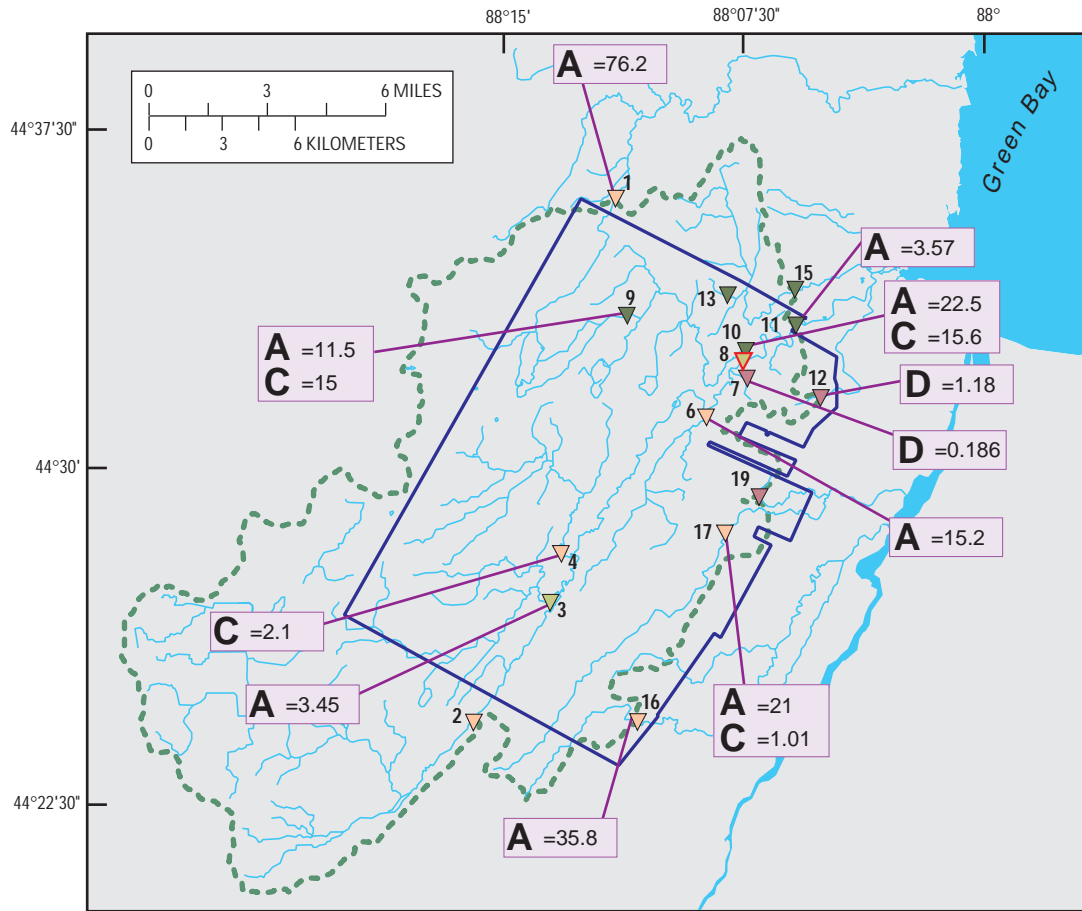 88°15' 88°07'30" 88°
A =76.2
0 3 6 MILES
0 3 6 KILOMETERS
44°37'30"
Green Bay
1
A =3.57
15
13
9
11
A =22.5
C =15.6
10
A =11.5
C =15
8
7
12
D =1.18
6
D =0.186
44°30'
19
17
A =15.2
4
3
C =2.1
A =3.45
2
16
A =21
C =1.01
44°22'30"
A =35.8